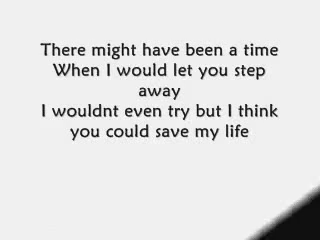 There might have been a time
When I would let you step
away
I wouldnt even try but I think
you could save my life